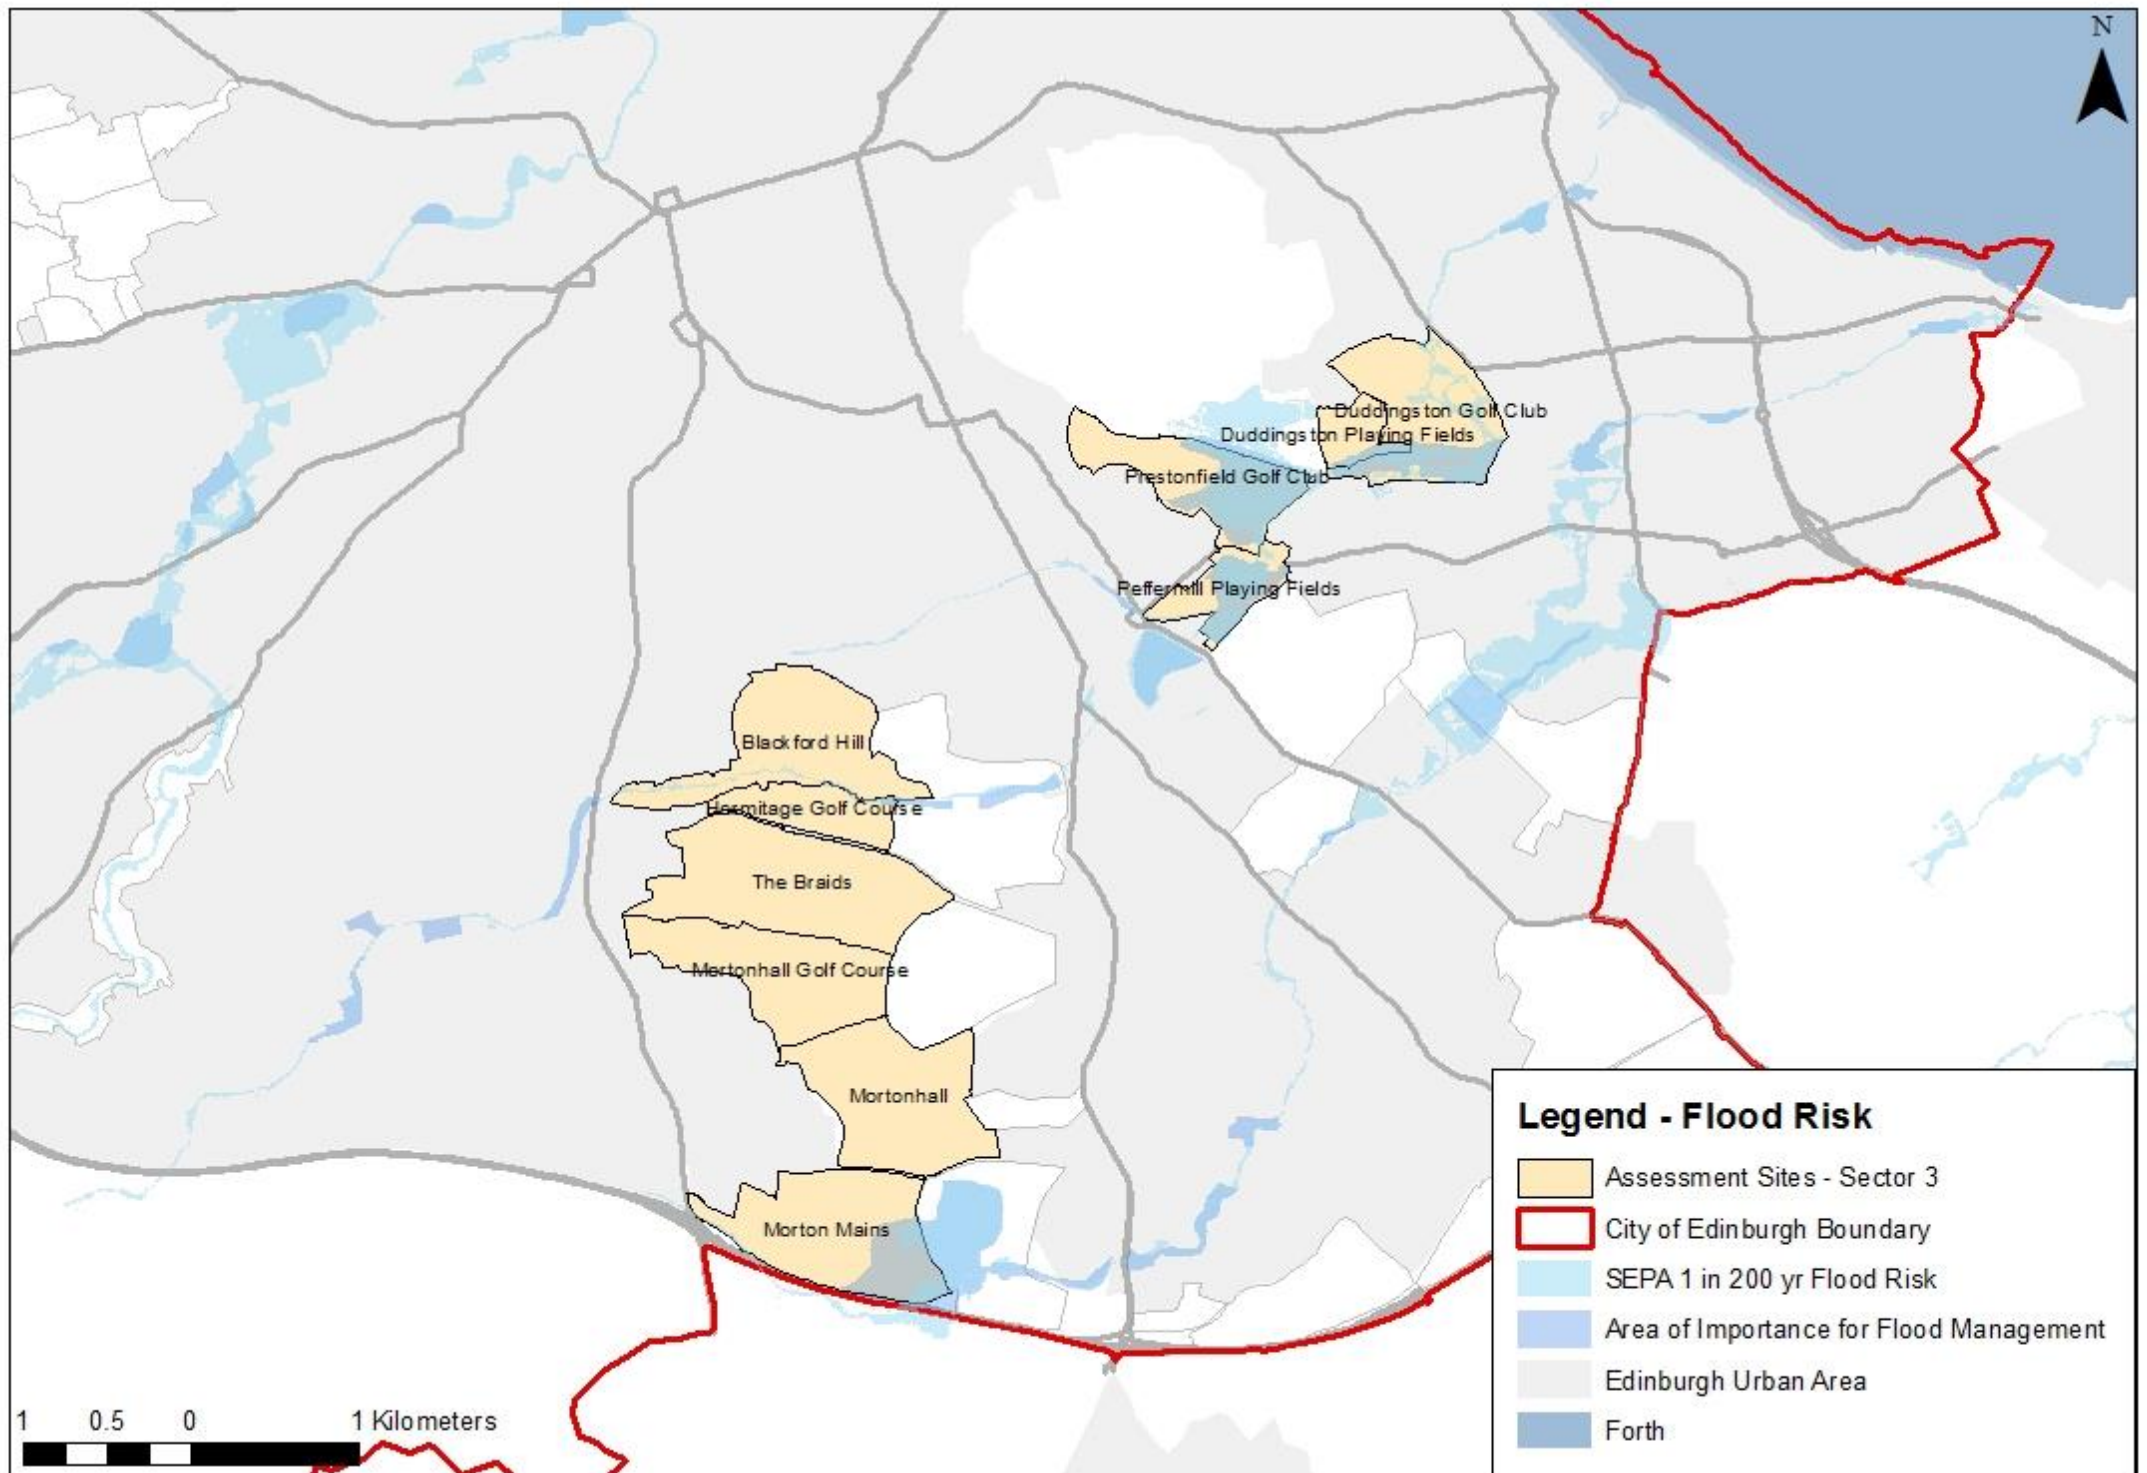 N
Duddingston Golf Club
Duddingston Playing Fields
Prestonfield Golf Club
Peffermill Playing Fields
Blackford Hill
Hermitage Golf Course
The Braids
Mortonhall Golf Course
Mortonhall
Morton Mains
Legend - Flood Risk
Assessment Sites - Sector 3
City of Edinburgh Boundary
SEPA 1 in 200 yr Flood Risk
Area of Importance for Flood Management
Edinburgh Urban Area
Forth
1 0.5 0 1 Kilometers